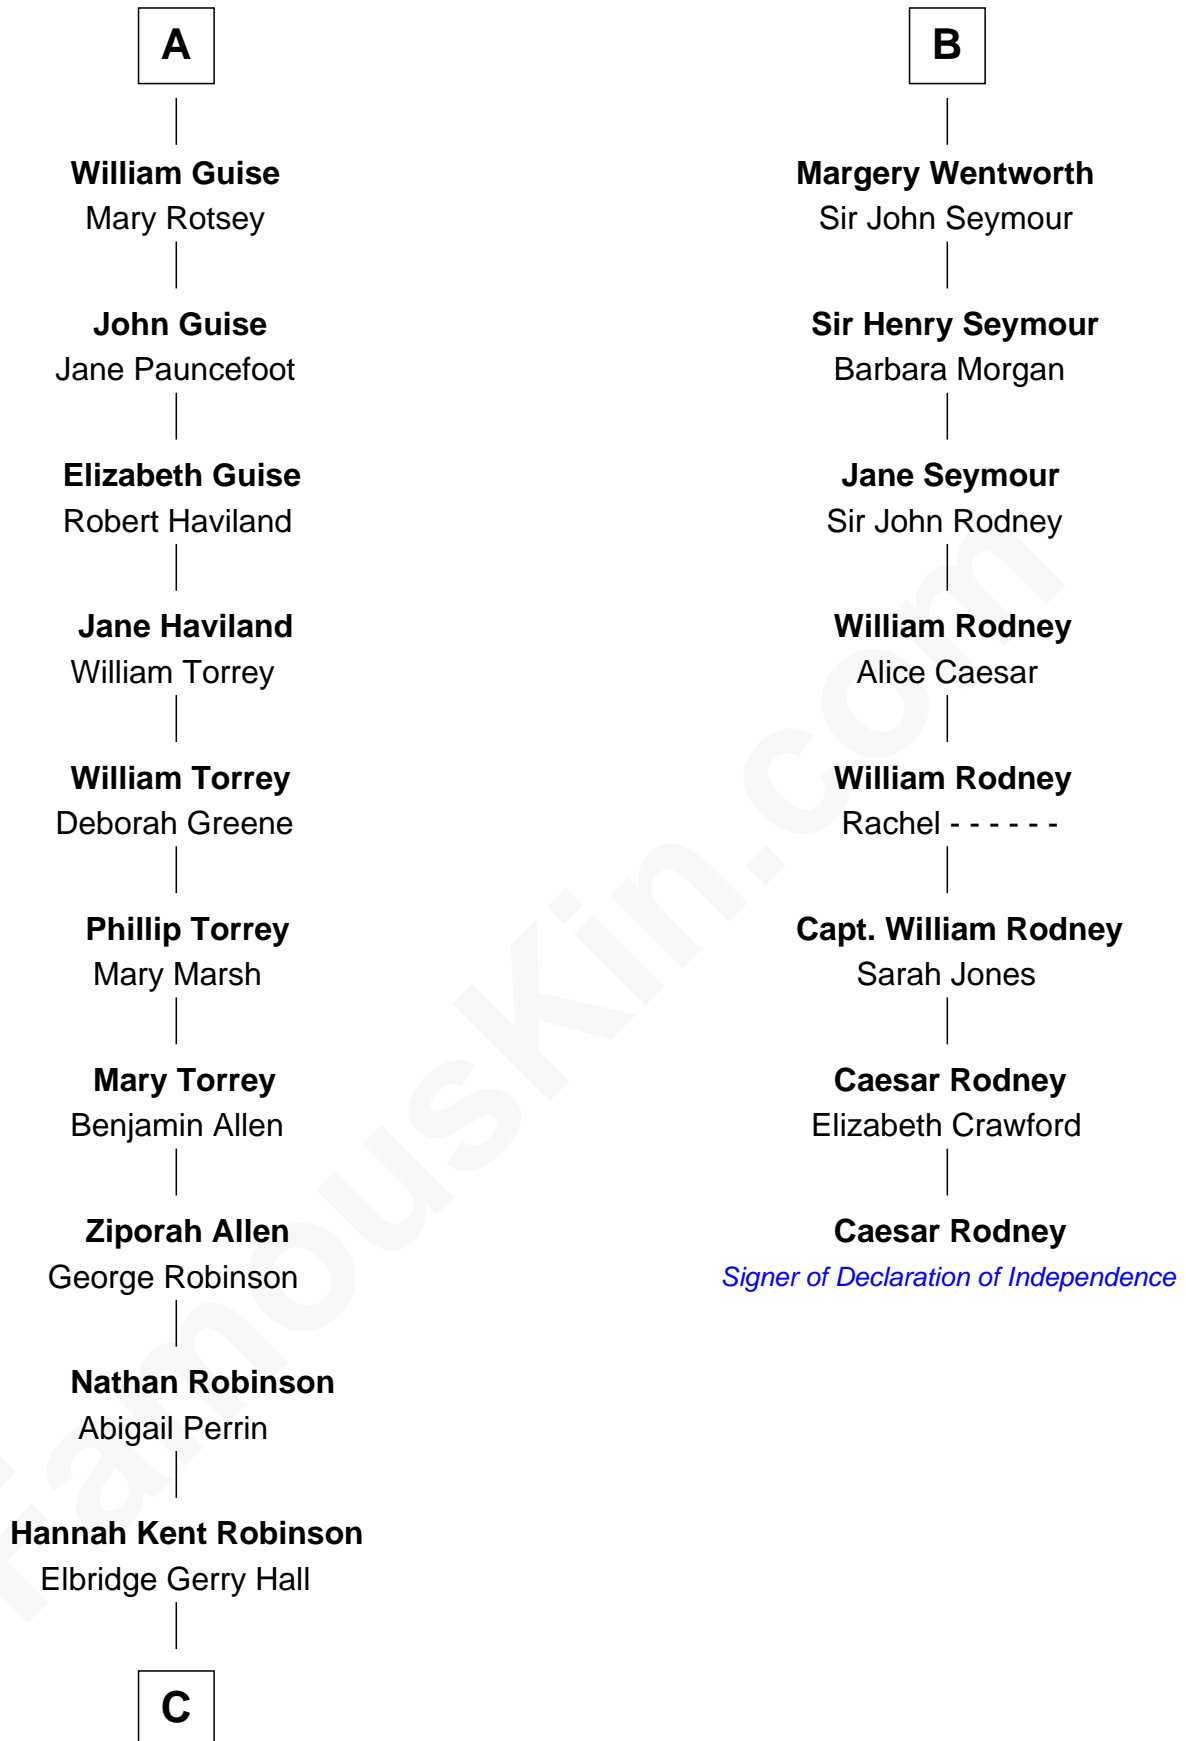 A
William Guise
Mary Rotsey
John Guise
Jane Pauncefoot
Elizabeth Guise
Robert Haviland
Jane Haviland
William Torrey
William Torrey
Deborah Greene
Phillip Torrey
Mary Marsh
Mary Torrey
Benjamin Allen
Ziporah Allen
George Robinson
Nathan Robinson
Abigail Perrin
Hannah Kent Robinson
Elbridge Gerry Hall
C
B
Margery Wentworth
Sir John Seymour
Sir Henry Seymour
Barbara Morgan
Jane Seymour
Sir John Rodney
William Rodney
Alice Caesar
William Rodney
Rachel - - - - - -
Capt. William Rodney
Sarah Jones
Caesar Rodney
Elizabeth Crawford
Caesar Rodney
Signer of Declaration of Independence
FamousKin.com